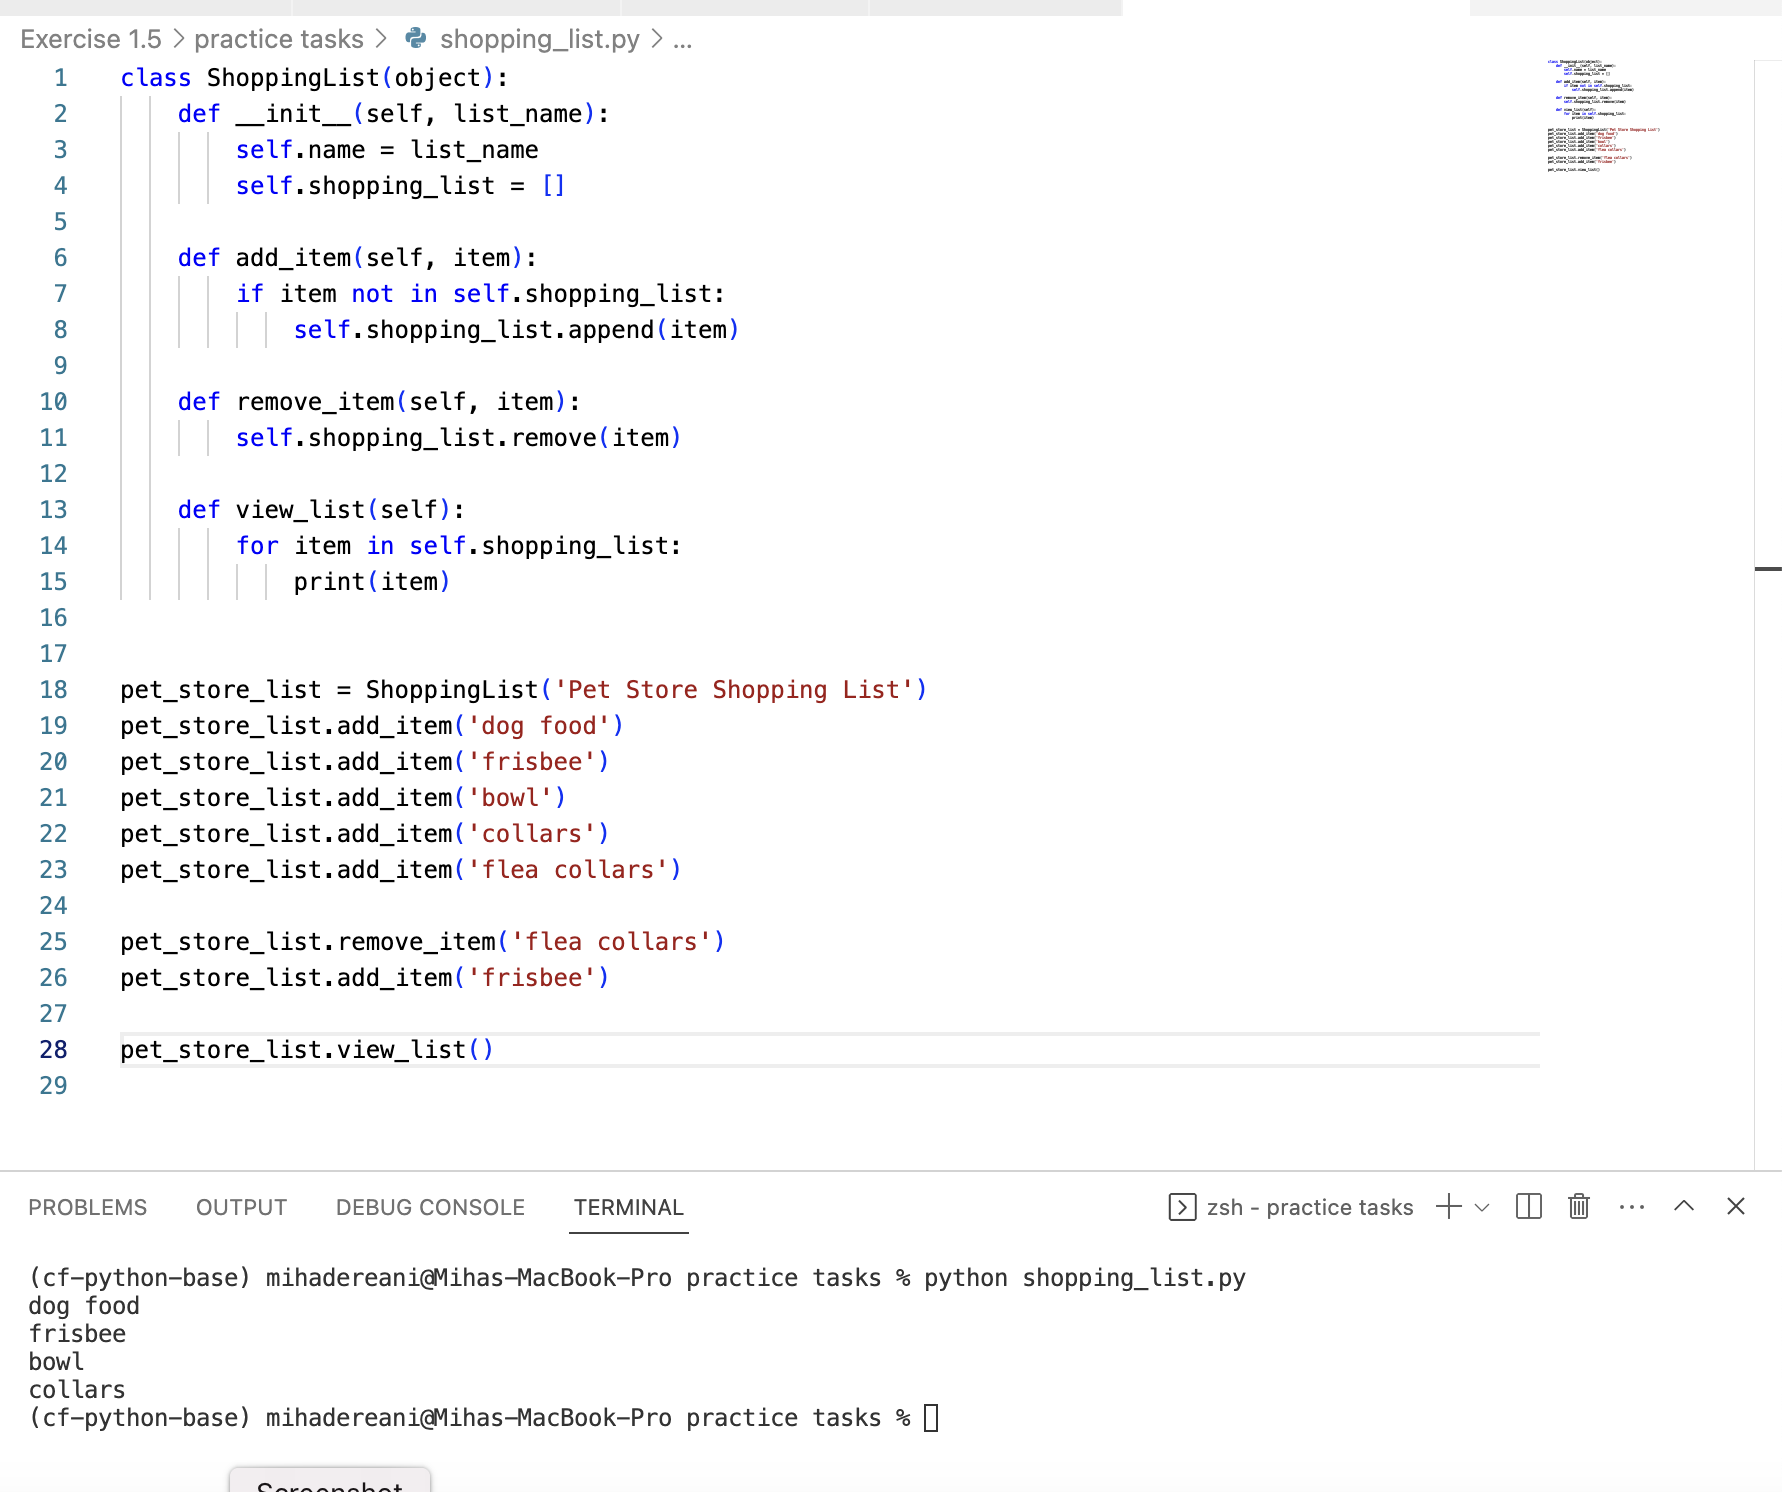 Exercise 1.5 > practice tasks > shopping_list.py > ...
1 class ShoppingList(object):
2     def __init__(self, list_name):
3         self.name = list_name
4         self.shopping_list = []
5
6     def add_item(self, item):
7         if item not in self.shopping_list:
8             self.shopping_list.append(item)
9
10     def remove_item(self, item):
11         self.shopping_list.remove(item)
12
13     def view_list(self):
14         for item in self.shopping_list:
15             print(item)
16
17
18 pet_store_list = ShoppingList('Pet Store Shopping List')
19 pet_store_list.add_item('dog food')
20 pet_store_list.add_item('frisbee')
21 pet_store_list.add_item('bowl')
22 pet_store_list.add_item('collars')
23 pet_store_list.add_item('flea collars')
24
25 pet_store_list.remove_item('flea collars')
26 pet_store_list.add_item('frisbee')
27
28 pet_store_list.view_list()
29
PROBLEMS OUTPUT DEBUG CONSOLE TERMINAL zsh - practice tasks
(cf-python-base) mihadereani@Mihas-MacBook-Pro practice tasks % python shopping_list.py
dog food
frisbee
bowl
collars
(cf-python-base) mihadereani@Mihas-MacBook-Pro practice tasks %
Screenshot